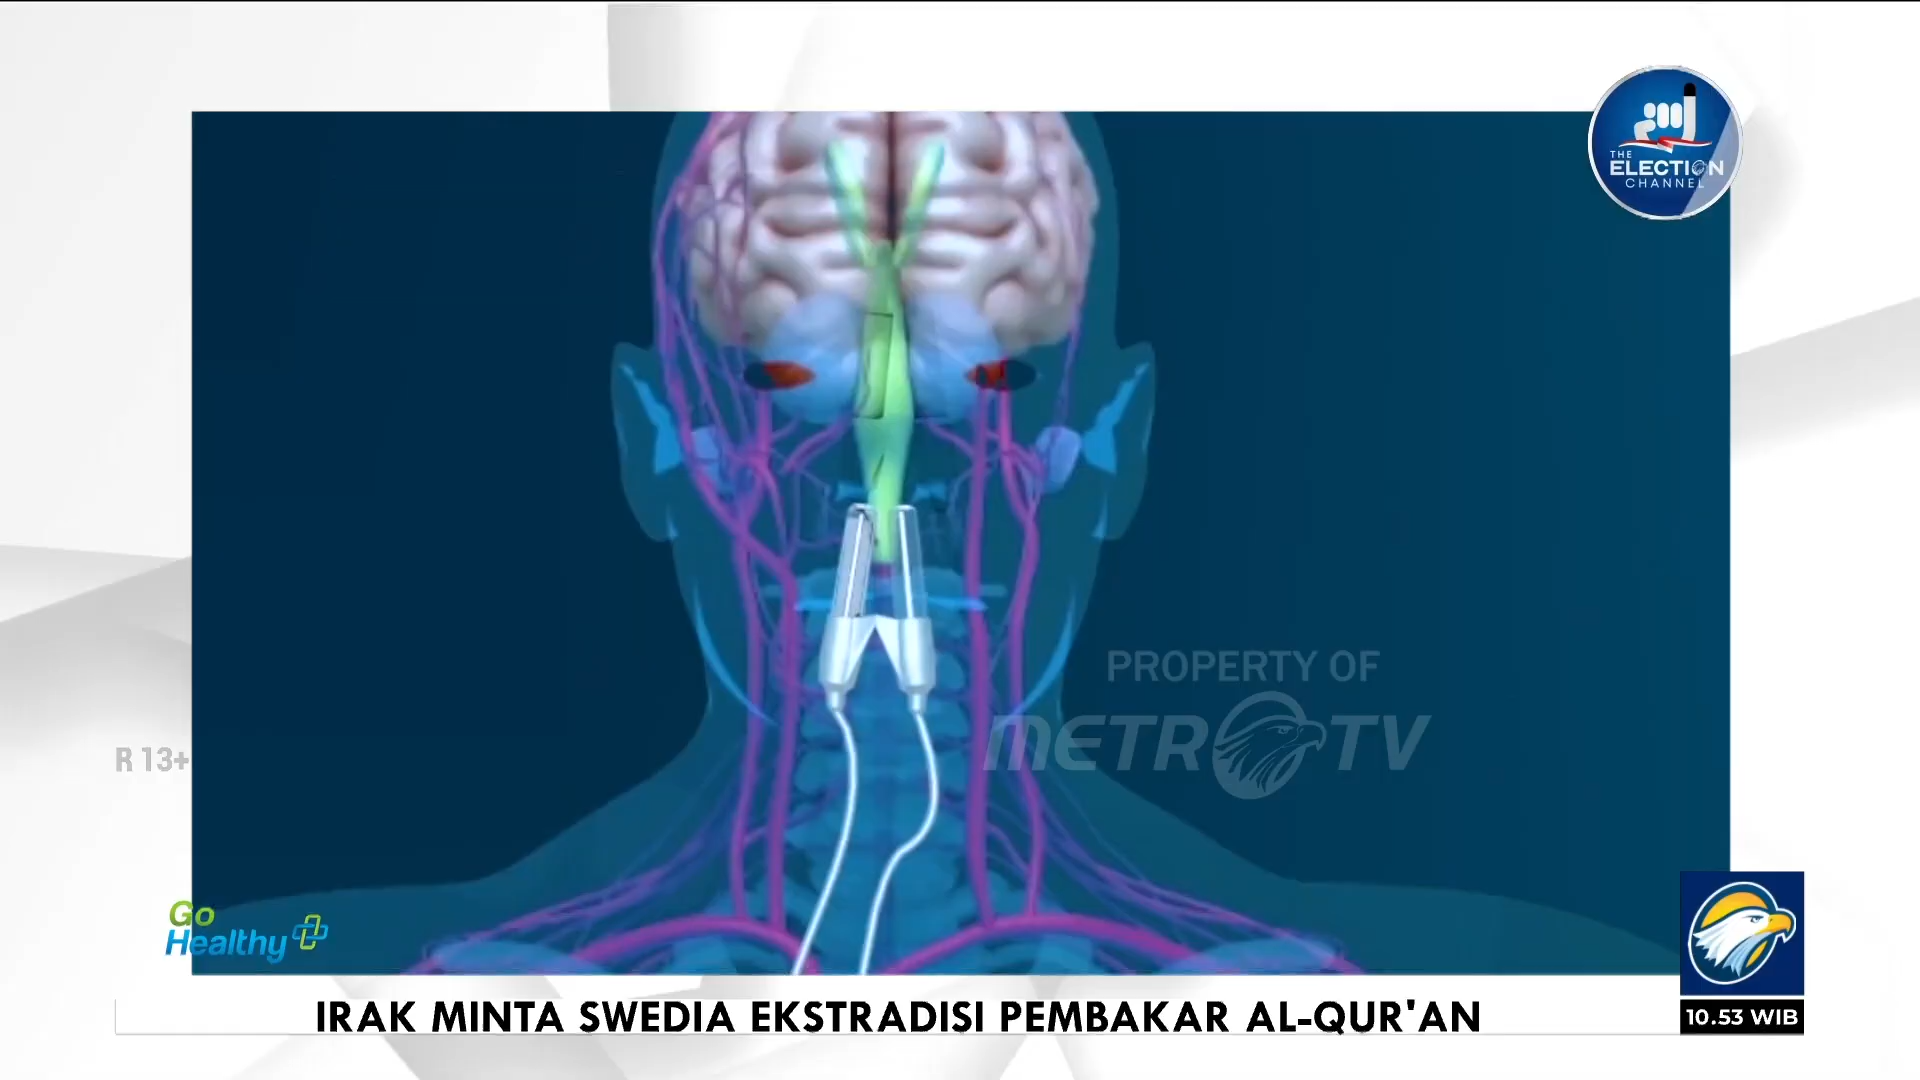 THE
ELECTION
CHANNEL
PROPERTY OF
METRO TV
R 13+
Go
Healthy
IRAK MINTA SWEDIA EKSTRADISI PEMBAKAR AL-QUR'AN
10.53 WIB